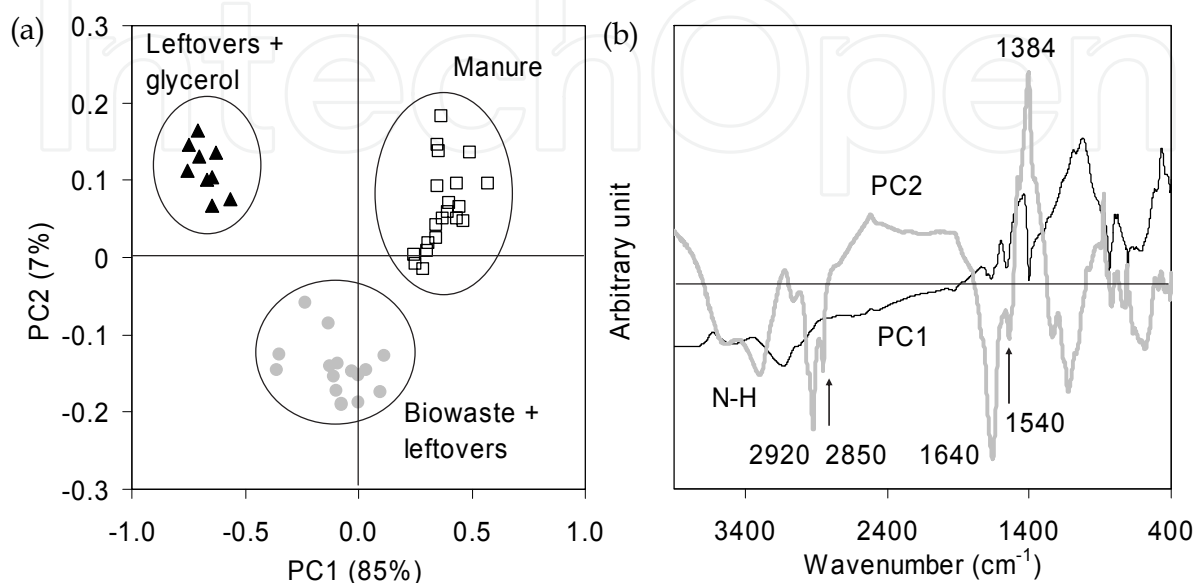 IntechOpen
(a)
0.3
0.2
0.1
0
-0.1
-0.2
-0.3
PC2 (7%)
Leftovers +
glycerol
Manure
Biowaste +
leftovers
-1.0 -0.5 0.0 0.5 1.0
PC1 (85%)
(b)
Arbitrary unit
1384
PC2
PC1
N-H
1540
2920 2850 1640
3400 2400 1400 400
Wavenumber (cm⁻¹)